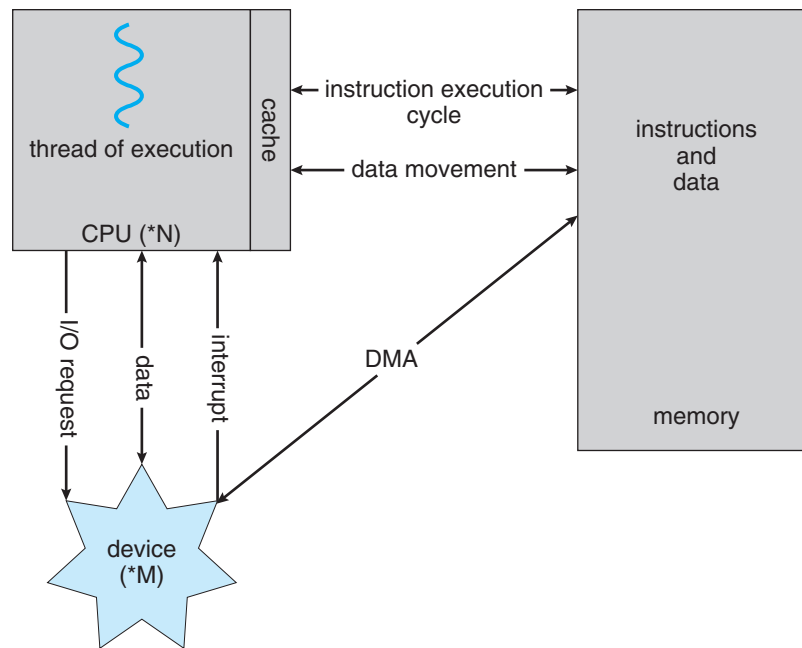 thread of execution
cache
CPU (*N)
instruction execution
cycle
data movement
instructions
and
data
I/O request
data
interrupt
DMA
memory
device
(*M)